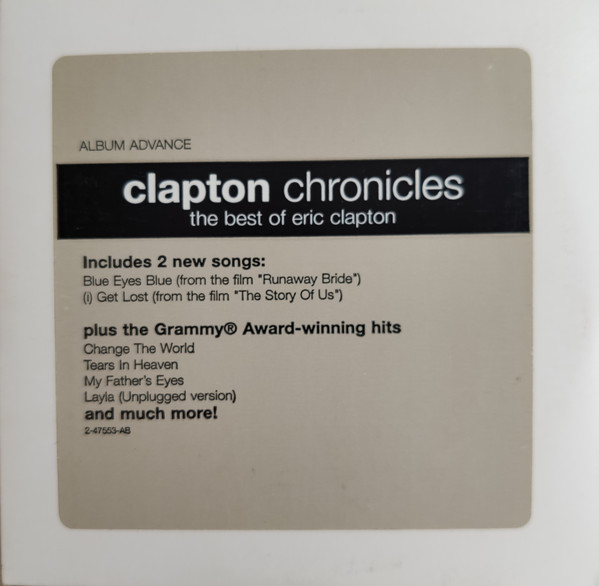 ALBUM ADVANCE
clapton chronicles
the best of eric clapton
Includes 2 new songs:
Blue Eyes Blue (from the film "Runaway Bride")
(i) Get Lost (from the film "The Story Of Us")
plus the Grammy® Award-winning hits
Change The World
Tears In Heaven
My Father's Eyes
Layla (Unplugged version)
and much more!
2-47553-AB